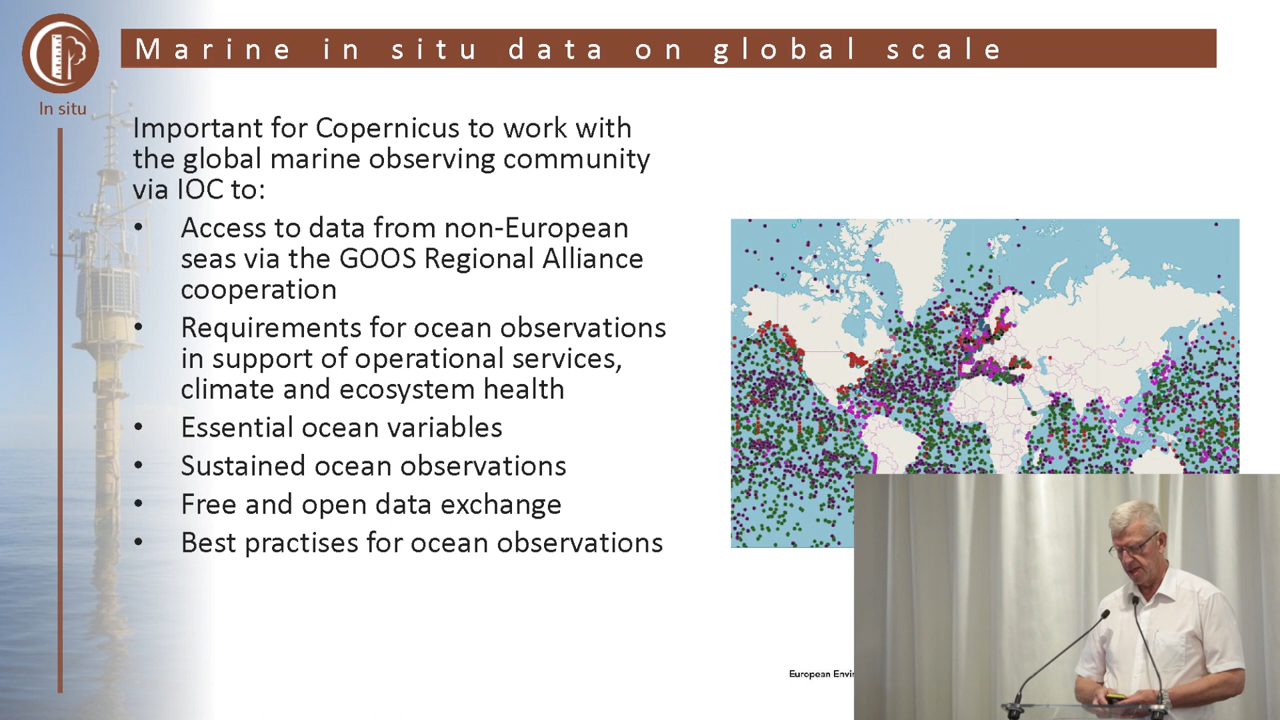 Marine in situ data on global scale
In situ
Important for Copernicus to work with
the global marine observing community
via IOC to:
• Access to data from non-European
seas via the GOOS Regional Alliance
cooperation
• Requirements for ocean observations
in support of operational services,
climate and ecosystem health
• Essential ocean variables
• Sustained ocean observations
• Free and open data exchange
• Best practises for ocean observations
European